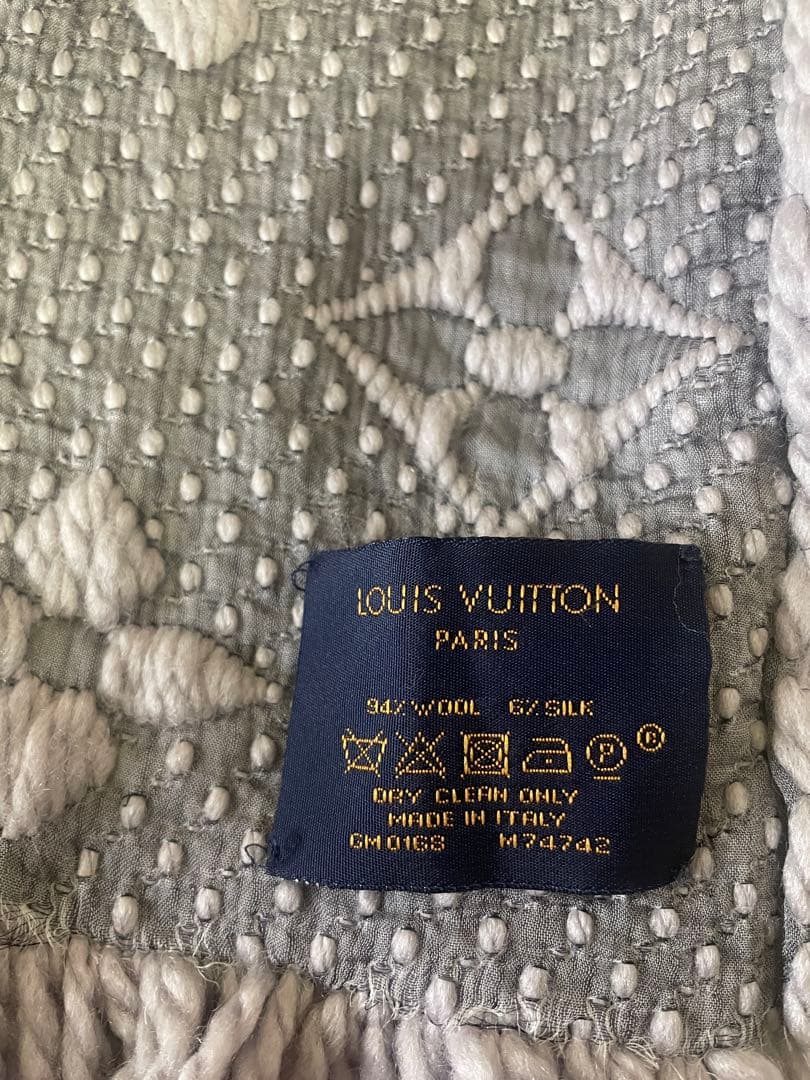 LOUIS VUITTON
PARIS
94% WOOL 6% SILK
P ®
DRY CLEAN ONLY
MADE IN ITALY
GM0168 M74742